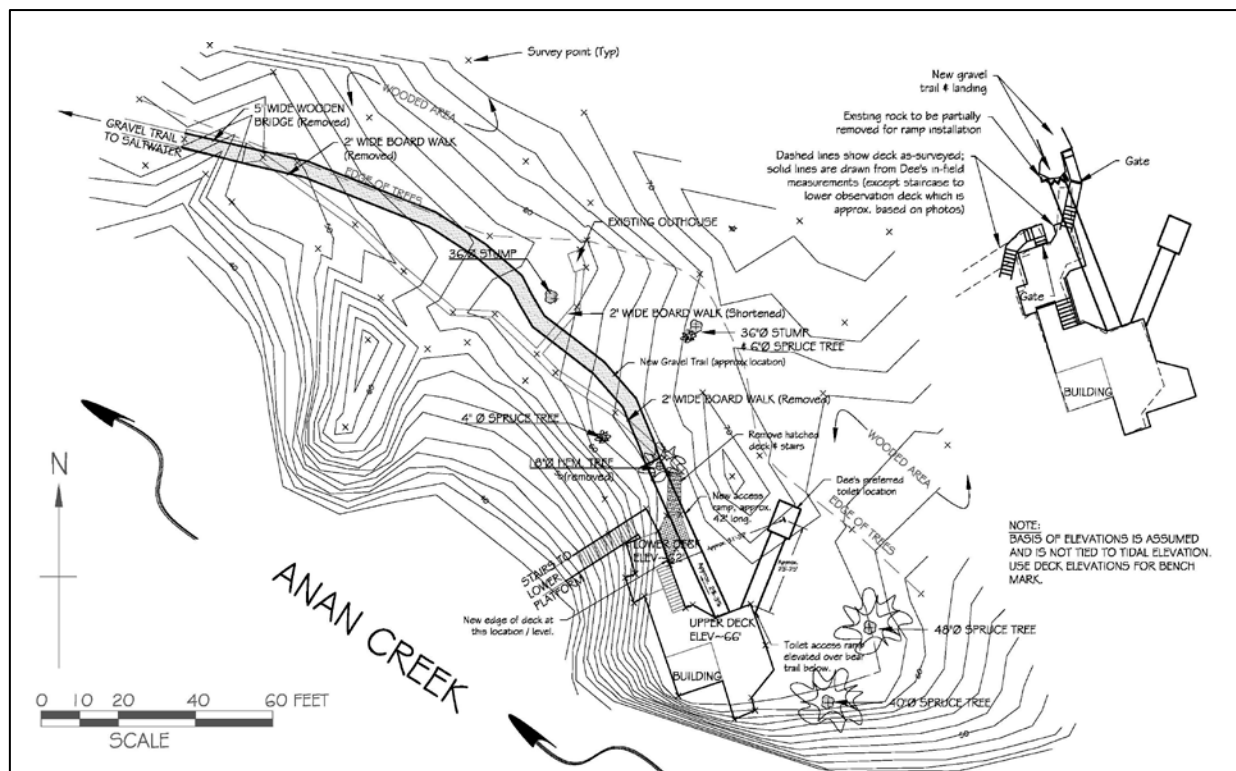 Survey point (Typ)
WOODED AREA
5' WIDE WOODEN
BRIDGE (Removed)
GRAVEL TRAIL
TO SALTWATER
2' WIDE BOARD WALK
(Removed)
EDGE OF TREES
EXISTING OUTHOUSE
36"Ø STUMP
2' WIDE BOARD WALK (Shortened)
36"Ø STUMP
& 6"Ø SPRUCE TREE
New Gravel Trail (approx location)
2' WIDE BOARD WALK (Removed)
4" Ø SPRUCE TREE
Remove hatched
deck & stairs
18"Ø HEM. TREE
(removed)
WOODED AREA
Dee's preferred
toilet location
EDGE OF TREES
New access
ramp, approx.
42' long.
LOWER DECK
ELEV~62'
STAIRS TO
LOWER
PLATFORM
Approx.
New edge of deck at
this location / level.
UPPER DECK
ELEV~66'
Toilet access ramp
elevated over bear
trail below.
BUILDING
48"Ø SPRUCE TREE
40"Ø SPRUCE TREE
ANAN CREEK
N
0 10 20 40 60 FEET
SCALE
New gravel
trail & landing
Existing rock to be partially
removed for ramp installation
Dashed lines show deck as-surveyed;
solid lines are drawn from Dee's in-field
measurements (except staircase to
lower observation deck which is
approx. based on photos)
Gate
Gate
BUILDING
NOTE:
BASIS OF ELEVATIONS IS ASSUMED
AND IS NOT TIED TO TIDAL ELEVATION.
USE DECK ELEVATIONS FOR BENCH
MARK.